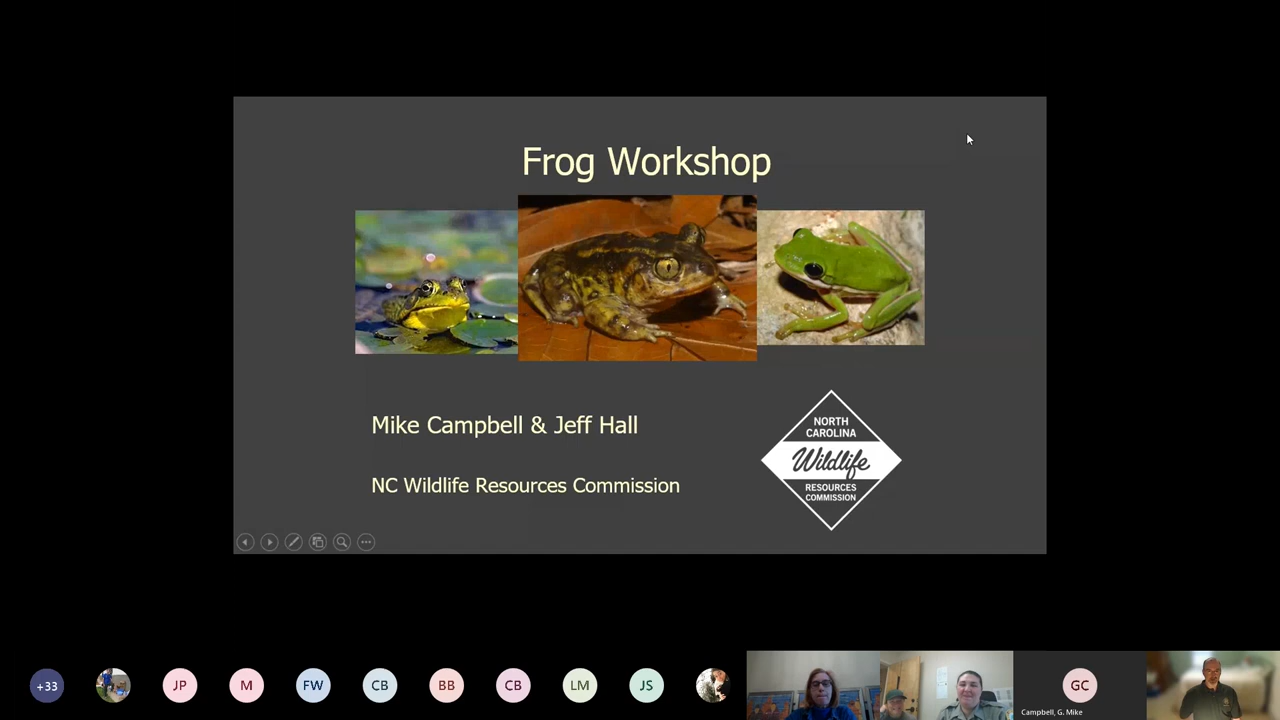 Frog Workshop
Mike Campbell & Jeff Hall
NC Wildlife Resources Commission
NORTH
CAROLINA
Wildlife
RESOURCES
COMMISSION
+33
JP
M
FW
CB
BB
CB
LM
JS
GC
Campbell, G. Mike